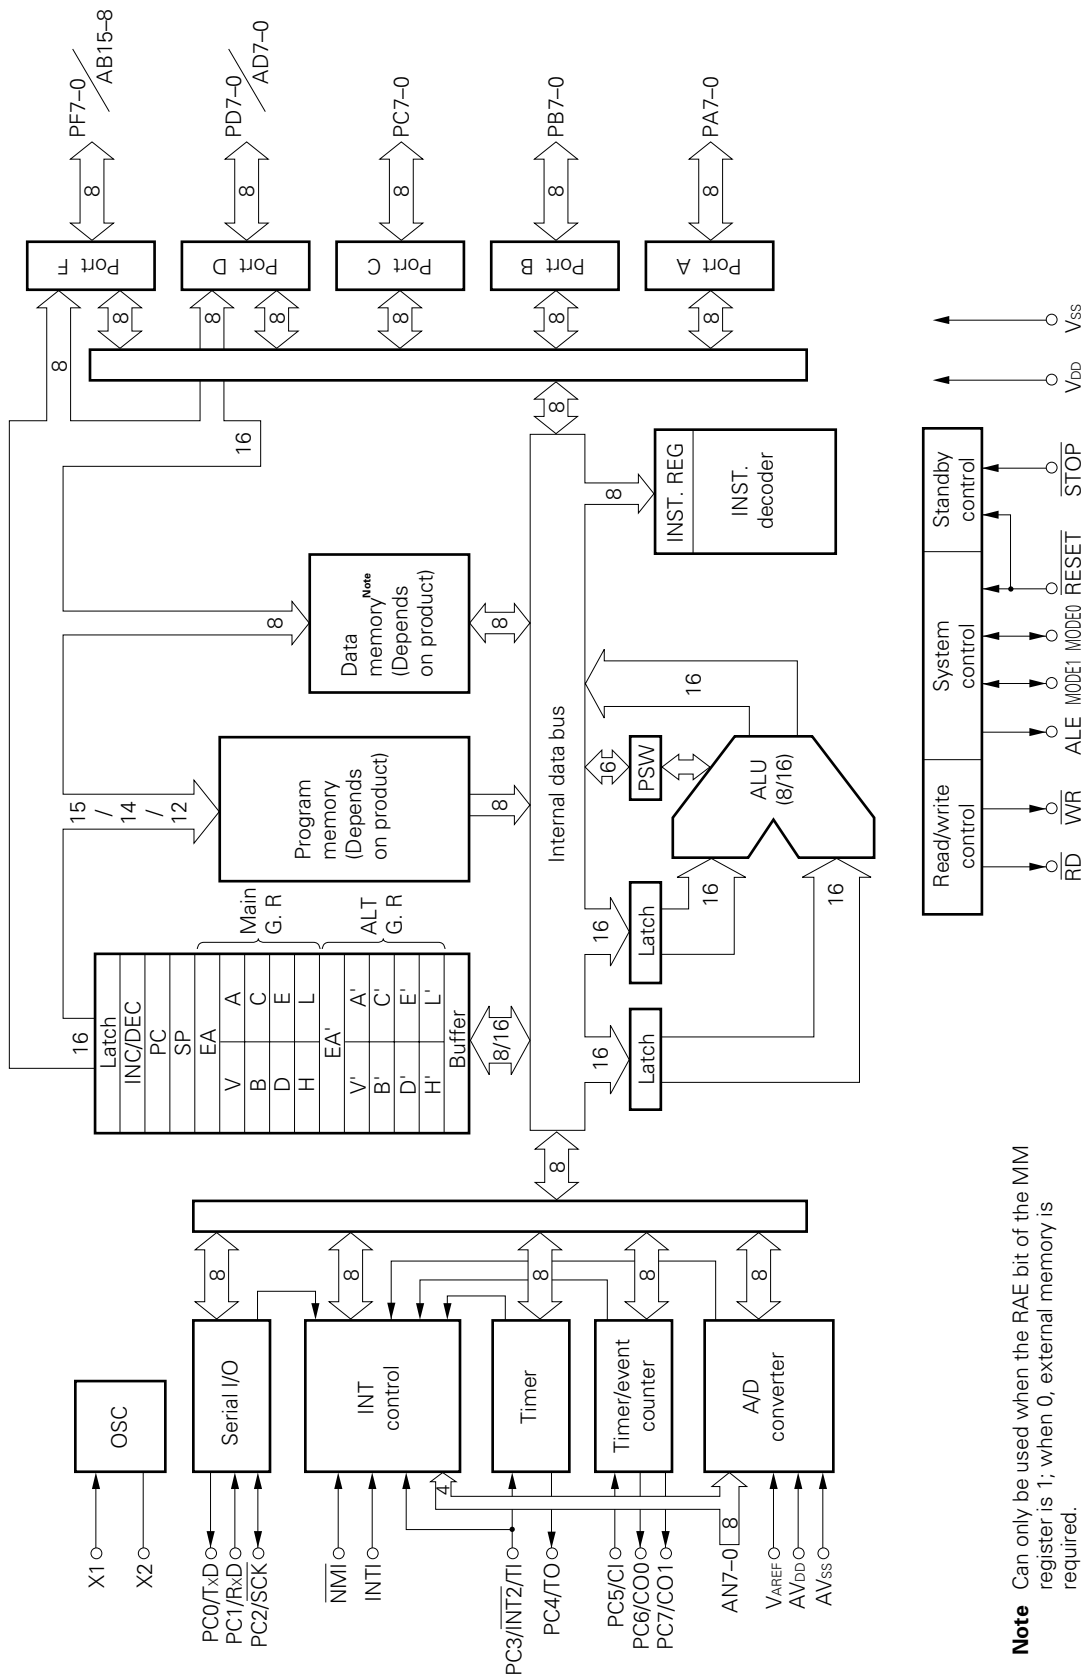 X1
X2
OSC
PC0/TxD
PC1/RxD
PC2/SCK
Serial I/O
8
NMI
INTI
INT
control
8
PC3/INT2/TI
PC4/TO
Timer
8
4
PC5/CI
PC6/CO0
PC7/CO1
Timer/event
counter
8
AN7–0
8
VAREF
AVDD
AVSS
A/D
converter
8
8
16
Latch
INC/DEC
PC
SP
EA
V A
B C
D E
H L
EA'
V' A'
B' C'
D' E'
H' L'
Buffer
Main
G. R
ALT
G. R
8/16
15
/
14
/
12
Program
memory
(Depends
on product)
8
8
Data
memory Note
(Depends
on product)
8
16
8
8
Internal data bus
16
Latch
16
Latch
16
16
6
PSW
ALU
(8/16)
16
8
INST. REG
INST.
decoder
8
8
Port F
8
PF7–0
AB15–8
8
Port D
8
PD7–0
AD7–0
8
Port C
8
PC7–0
8
Port B
8
PB7–0
8
Port A
8
PA7–0
Read/write
control
System
control
Standby
control
RD
WR
ALE
MODE1
MODE0
RESET
STOP
VDD
VSS
Note Can only be used when the RAE bit of the MM
register is 1; when 0, external memory is
required.